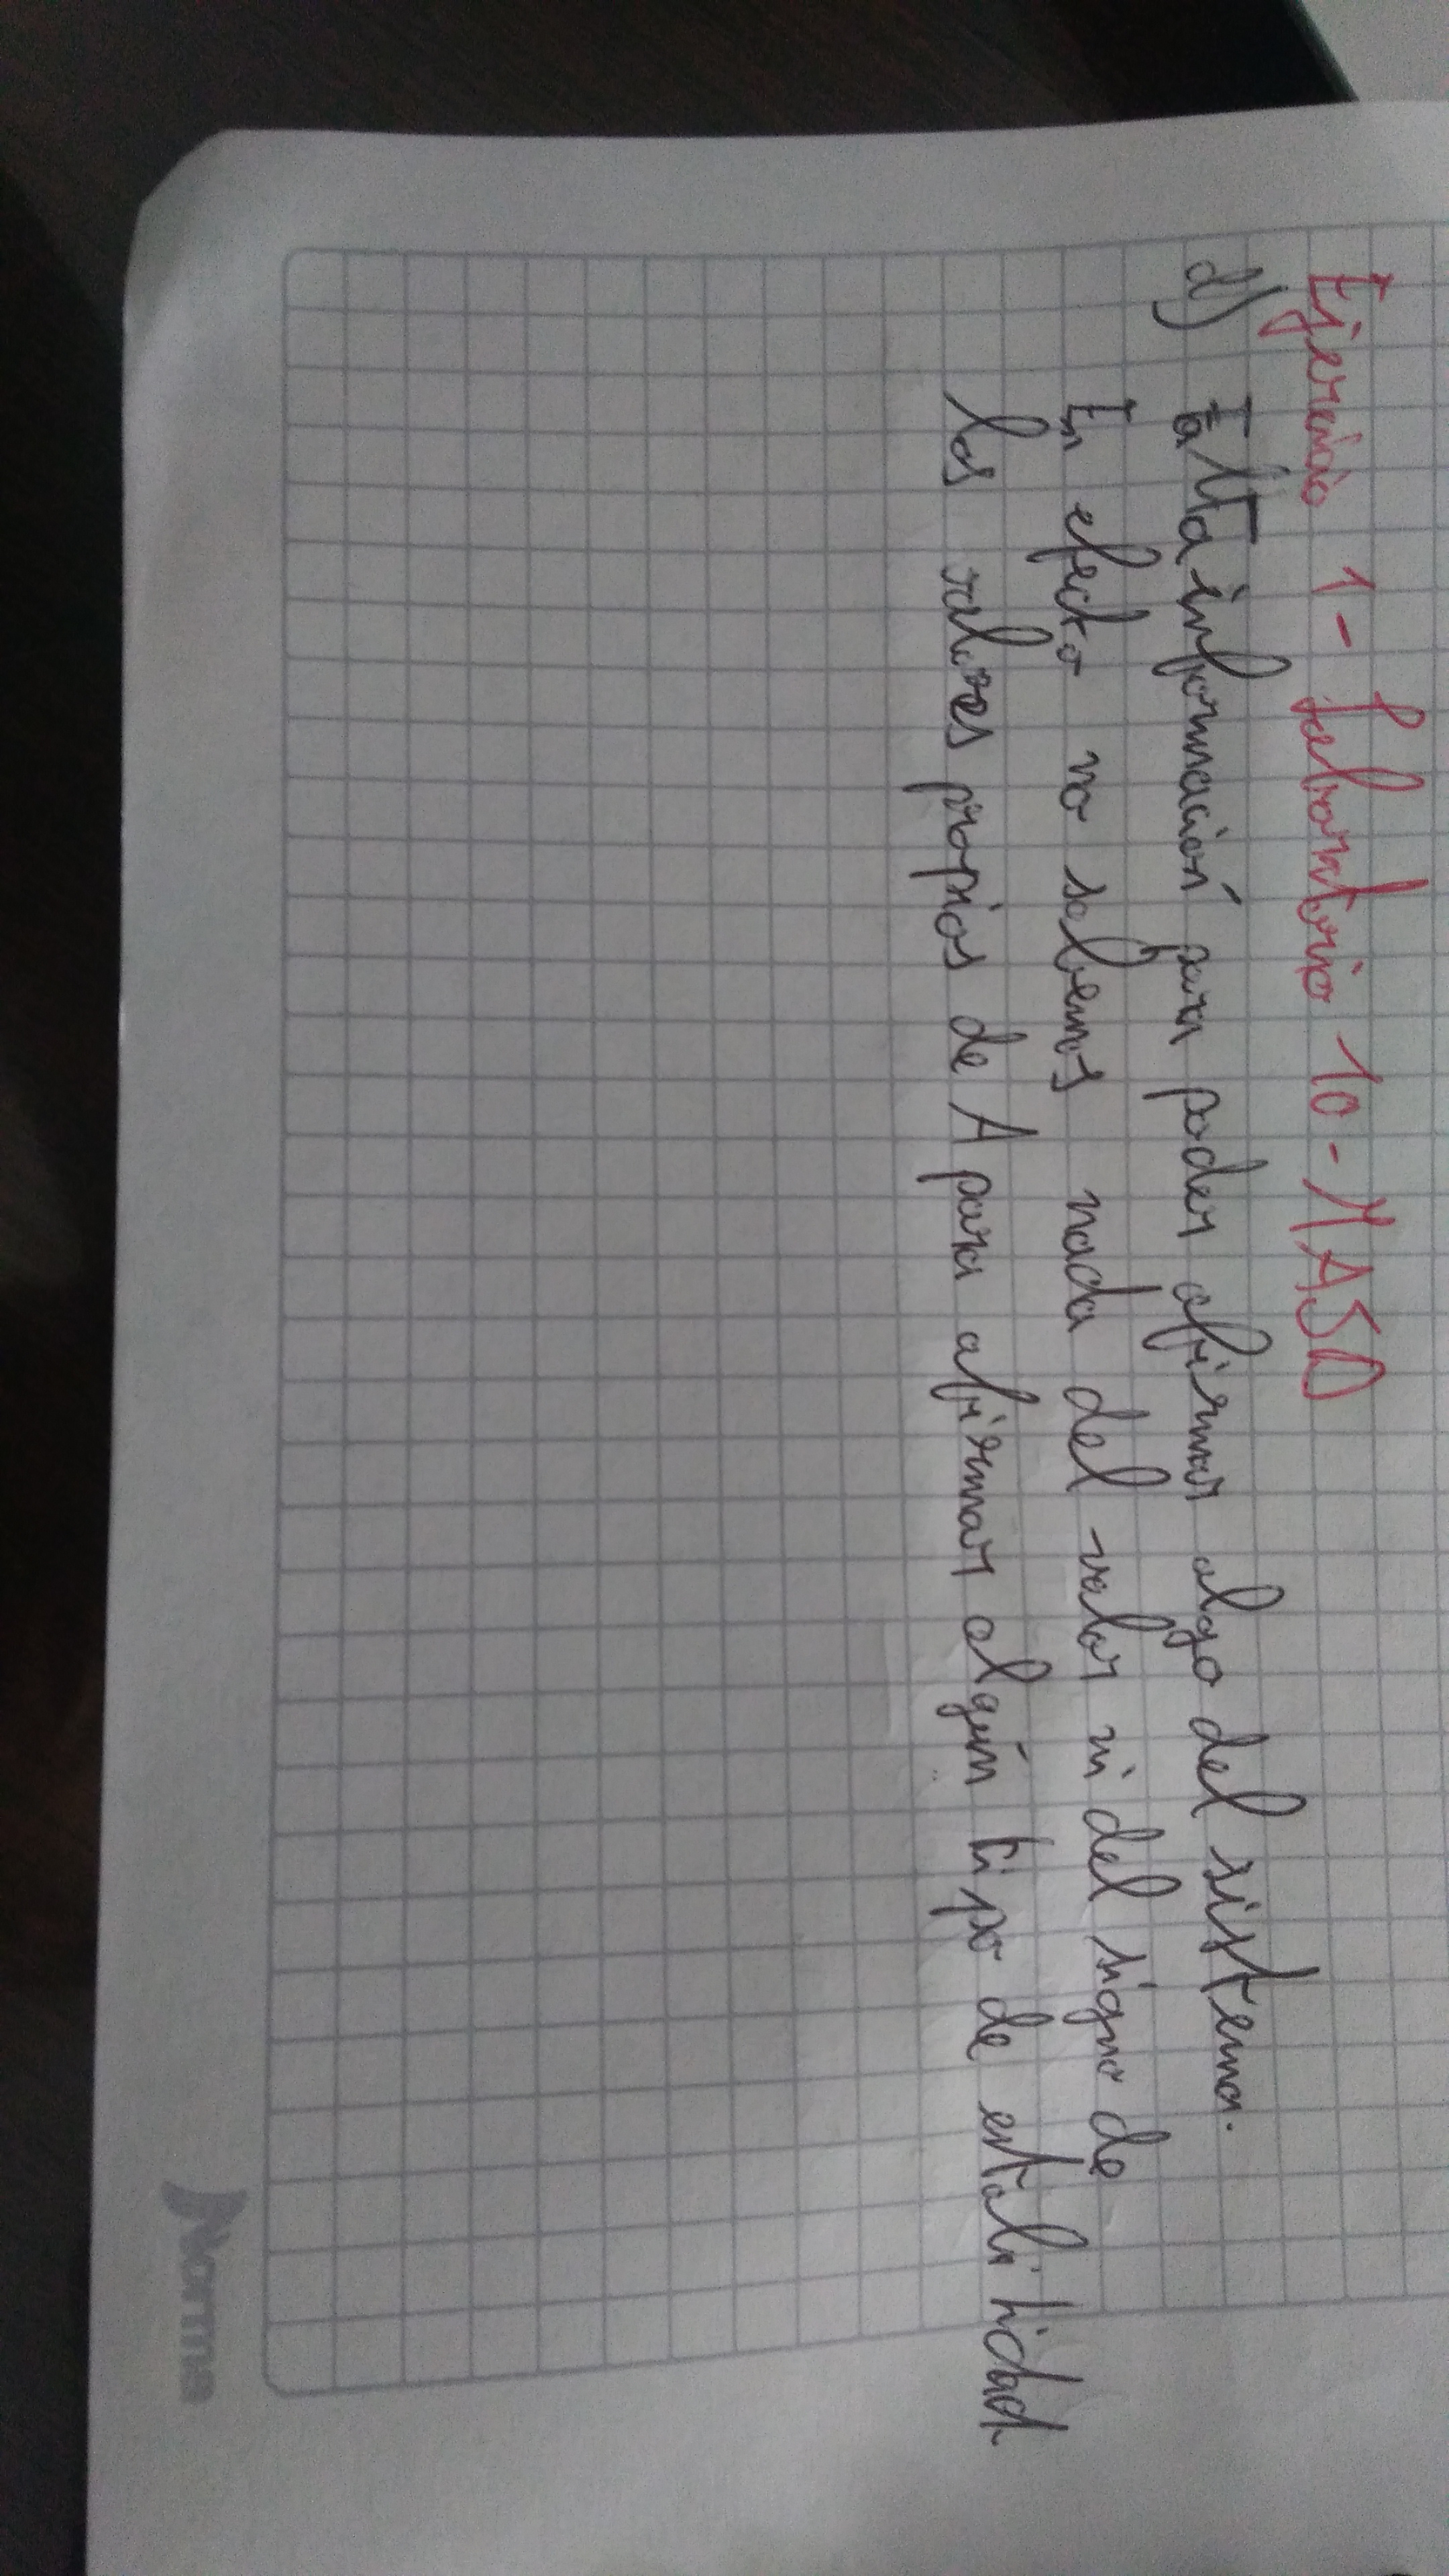 Ejercicio 1 - Laboratorio 10 - MASD
d) Falta información para poder afirmar algo del sistema.
En efecto no sabemos nada del valor ni del signo de
los valores propios de A para afirmar algún tipo de estabilidad
Norma